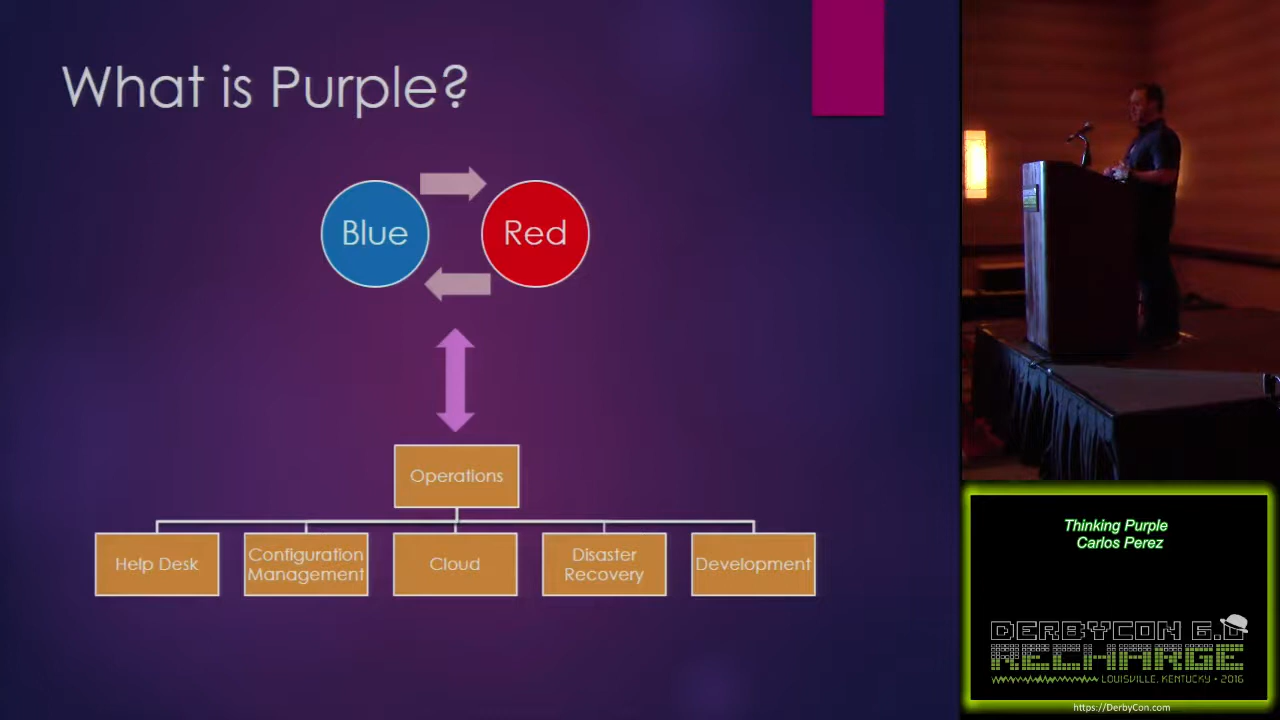 What is Purple?
Blue
Red
Operations
Help Desk
Configuration
Management
Cloud
Disaster
Recovery
Development
Thinking Purple
Carlos Perez
DERBYCON 6.0
RECHARGE
LOUISVILLE, KENTUCKY • 2016
https://DerbyCon.com